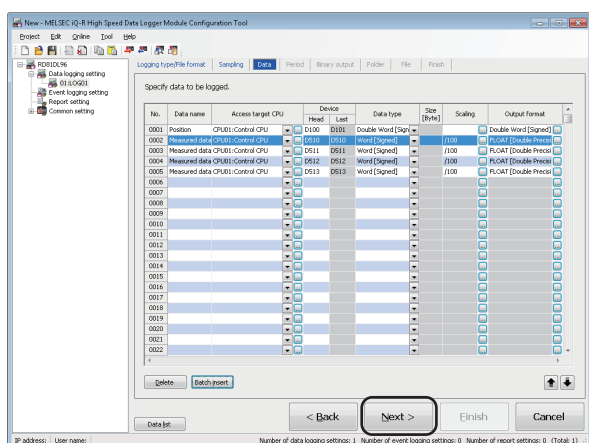 New - MELSEC iQ-R High Speed Data Logger Module Configuration Tool
Project Edit Online Tool Help
RD81DL96
Data logging setting
01:LOG01
Event logging setting
Report setting
Common setting
Logging type/File format Sampling Data Period Binary output Folder File Finish
Specify data to be logged.
No. Data name Access target CPU Device Data type Size [Byte] Scaling Output format
Head Last
0001 Position CPU01::Control CPU D100 D101 Double Word [Sign Double Word [Signed]
0002 Measured data CPU01::Control CPU D510 D510 Word [Signed] /100 FLOAT [Double Precisi
0003 Measured data CPU01::Control CPU D511 D511 Word [Signed] /100 FLOAT [Double Precisi
0004 Measured data CPU01::Control CPU D512 D512 Word [Signed] /100 FLOAT [Double Precisi
0005 Measured data CPU01::Control CPU D513 D513 Word [Signed] /100 FLOAT [Double Precisi
0006
0007
0008
0009
0010
0011
0012
0013
0014
0015
0016
0017
0018
0019
0020
0021
0022
Delete Batch insert
Data list < Back Next > Finish Cancel
IP address: User name: Number of data logging settings: 1 Number of event logging settings: 0 Number of report settings: 0 (Total: 1)